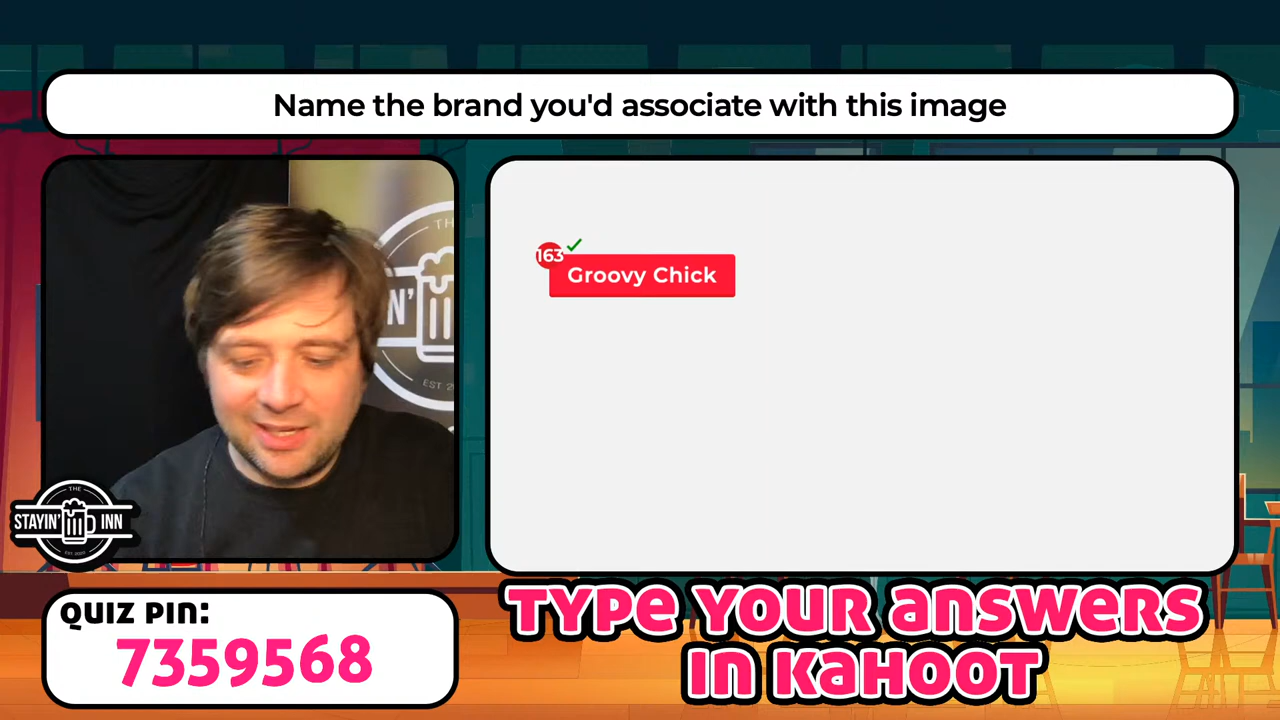 Name the brand you'd associate with this image
163
Groovy Chick
THE
STAYIN' INN
EST 2020
QUIZ PIN:
7359568
TYPE YOUR ANSWERS
IN KAHOOT